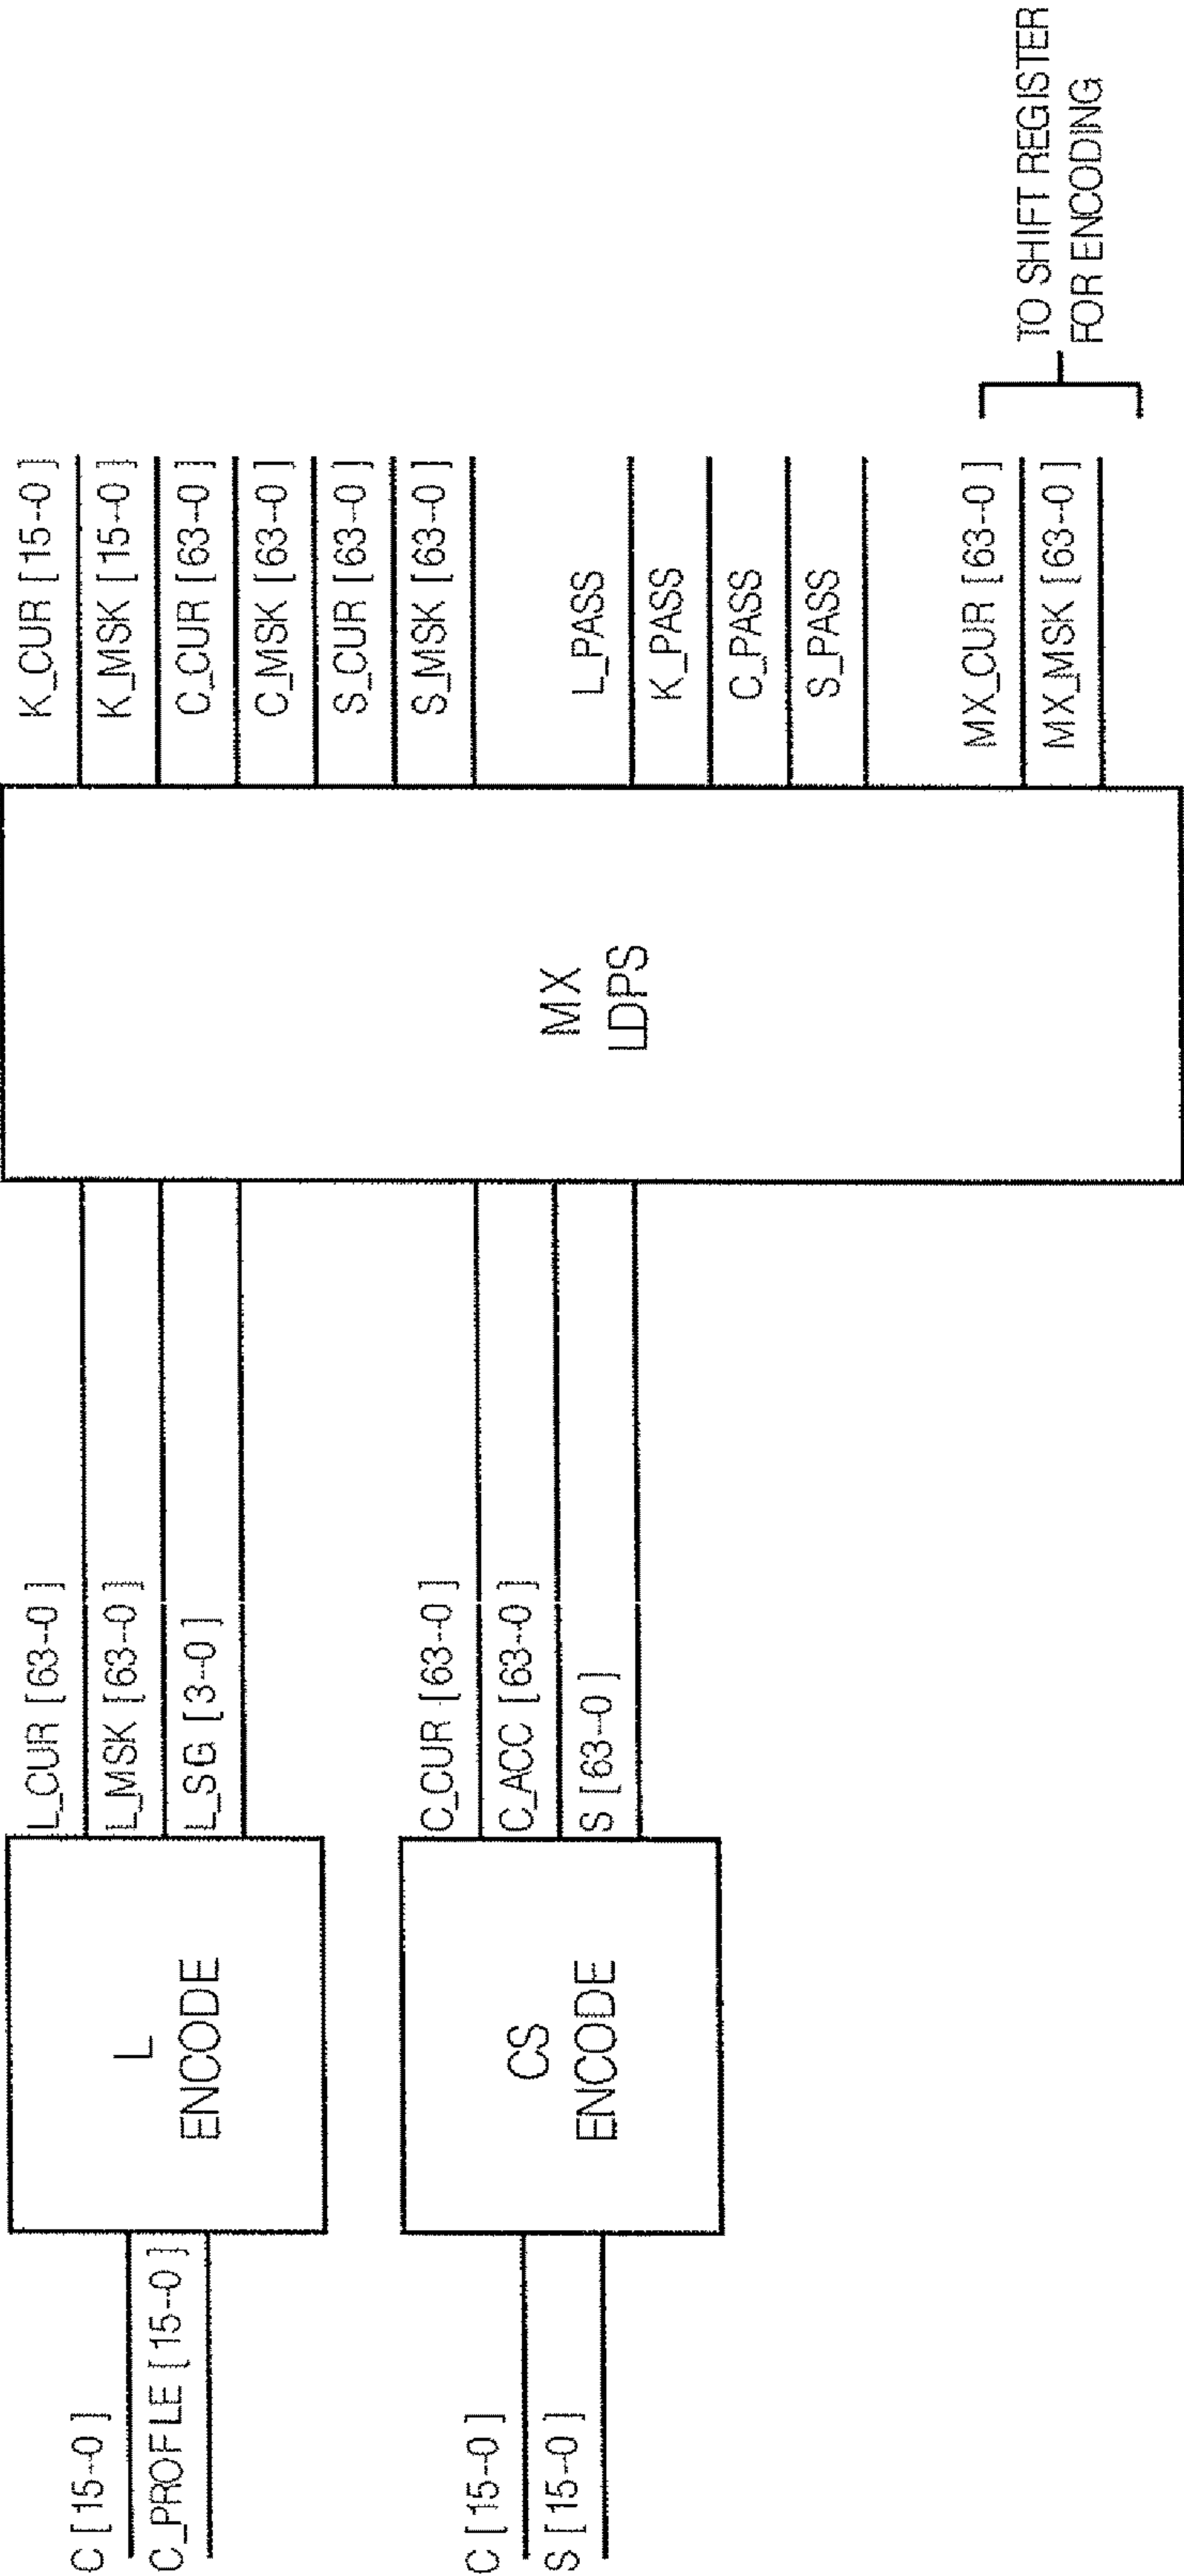 C [ 15--0 ]
C_PROFILE [ 15--0 ]
L
ENCODE
L_CUR [ 63--0 ]
L_MSK [ 63--0 ]
L_SG [ 3--0 ]
C [ 15--0 ]
S [ 15--0 ]
CS
ENCODE
C_CUR [ 63--0 ]
C_ACC [ 63--0 ]
S [ 63--0 ]
MX
LDPS
K_CUR [ 15--0 ]
K_MSK [ 15--0 ]
C_CUR [ 63--0 ]
C_MSK [ 63--0 ]
S_CUR [ 63--0 ]
S_MSK [ 63--0 ]
L_PASS
K_PASS
C_PASS
S_PASS
MX_CUR [ 63--0 ]
MX_MSK [ 63--0 ]
TO SHIFT REGISTER
FOR ENCODING